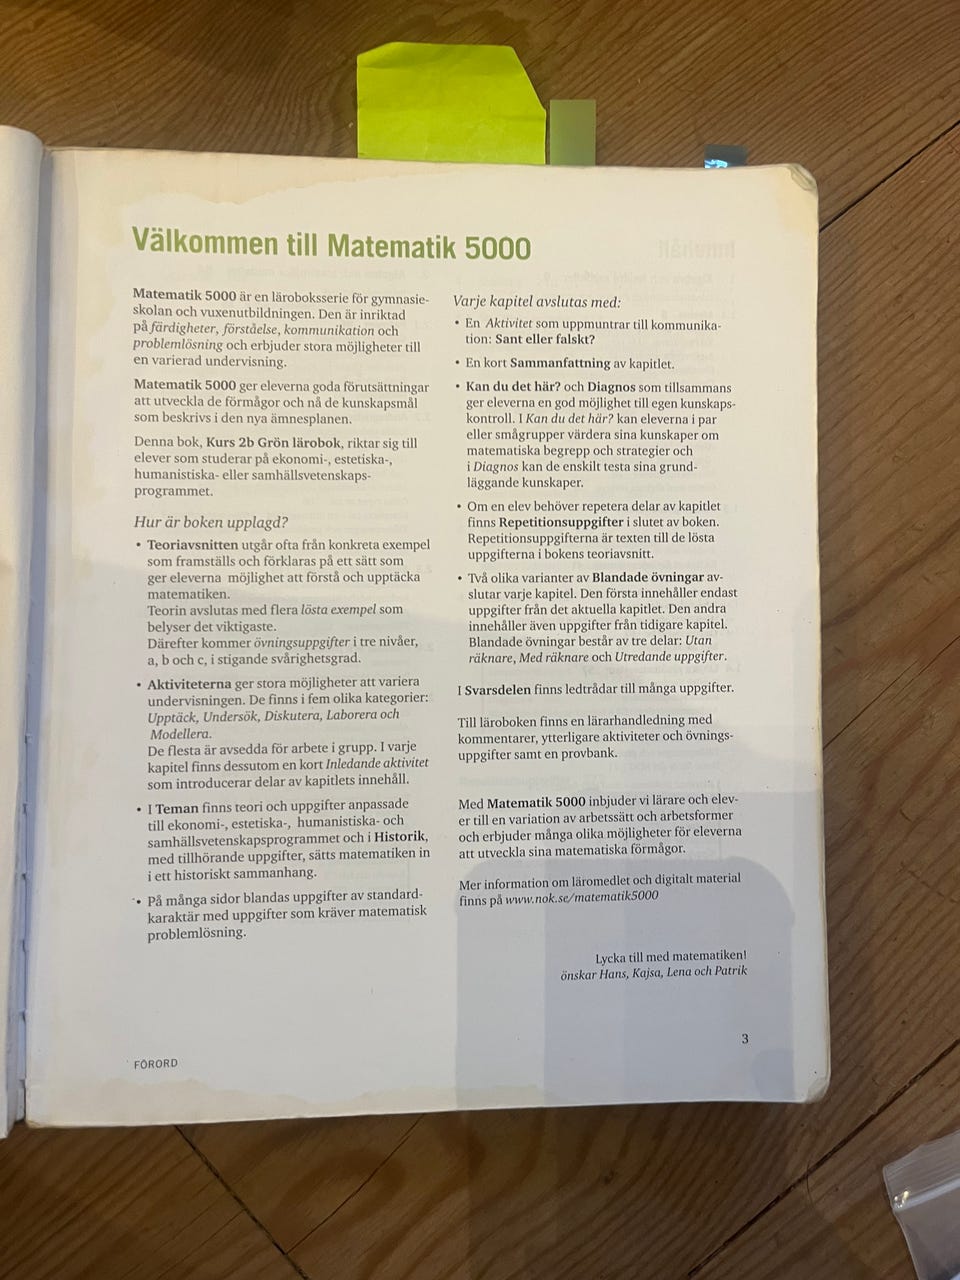 Välkommen till Matematik 5000
Matematik 5000 är en läroboksserie för gymnasie-
skolan och vuxenutbildningen. Den är inriktad
på färdigheter, förståelse, kommunikation och
problemlösning och erbjuder stora möjligheter till
en varierad undervisning.
Matematik 5000 ger eleverna goda förutsättningar
att utveckla de förmågor och nå de kunskapsmål
som beskrivs i den nya ämnesplanen.
Denna bok, Kurs 2b Grön lärobok, riktar sig till
elever som studerar på ekonomi-, estetiska-,
humanistiska- eller samhällsvetenskaps-
programmet.
Hur är boken upplagd?
• Teoriavsnitten utgår ofta från konkreta exempel
som framställs och förklaras på ett sätt som
ger eleverna möjlighet att förstå och upptäcka
matematiken.
Teorin avslutas med flera lösta exempel som
belyser det viktigaste.
Därefter kommer övningsuppgifter i tre nivåer,
a, b och c, i stigande svårighetsgrad.
• Aktiviteterna ger stora möjligheter att variera
undervisningen. De finns i fem olika kategorier:
Upptäck, Undersök, Diskutera, Laborera och
Modellera.
De flesta är avsedda för arbete i grupp. I varje
kapitel finns dessutom en kort Inledande aktivitet
som introducerar delar av kapitlets innehåll.
• I Teman finns teori och uppgifter anpassade
till ekonomi-, estetiska-, humanistiska- och
samhällsvetenskapsprogrammet och i Historik,
med tillhörande uppgifter, sätts matematiken in
i ett historiskt sammanhang.
• På många sidor blandas uppgifter av standard-
karaktär med uppgifter som kräver matematisk
problemlösning.
Varje kapitel avslutas med:
• En Aktivitet som uppmuntrar till kommunika-
tion: Sant eller falskt?
• En kort Sammanfattning av kapitlet.
• Kan du det här? och Diagnos som tillsammans
ger eleverna en god möjlighet till egen kunskaps-
kontroll. I Kan du det här? kan eleverna i par
eller smågrupper värdera sina kunskaper om
matematiska begrepp och strategier och
i Diagnos kan de enskilt testa sina grund-
läggande kunskaper.
• Om en elev behöver repetera delar av kapitlet
finns Repetitionsuppgifter i slutet av boken.
Repetitionsuppgifterna är texten till de lösta
uppgifterna i bokens teoriavsnitt.
• Två olika varianter av Blandade övningar av-
slutar varje kapitel. Den första innehåller endast
uppgifter från det aktuella kapitlet. Den andra
innehåller även uppgifter från tidigare kapitel.
Blandade övningar består av tre delar: Utan
räknare, Med räknare och Utredande uppgifter.
I Svarsdelen finns ledtrådar till många uppgifter.
Till läroboken finns en lärarhandledning med
kommentarer, ytterligare aktiviteter och övnings-
uppgifter samt en provbank.
Med Matematik 5000 inbjuder vi lärare och elev-
er till en variation av arbetssätt och arbetsformer
och erbjuder många olika möjligheter för eleverna
att utveckla sina matematiska förmågor.
Mer information om läromedlet och digitalt material
finns på www.nok.se/matematik5000
Lycka till med matematiken!
önskar Hans, Kajsa, Lena och Patrik
3
FÖRORD